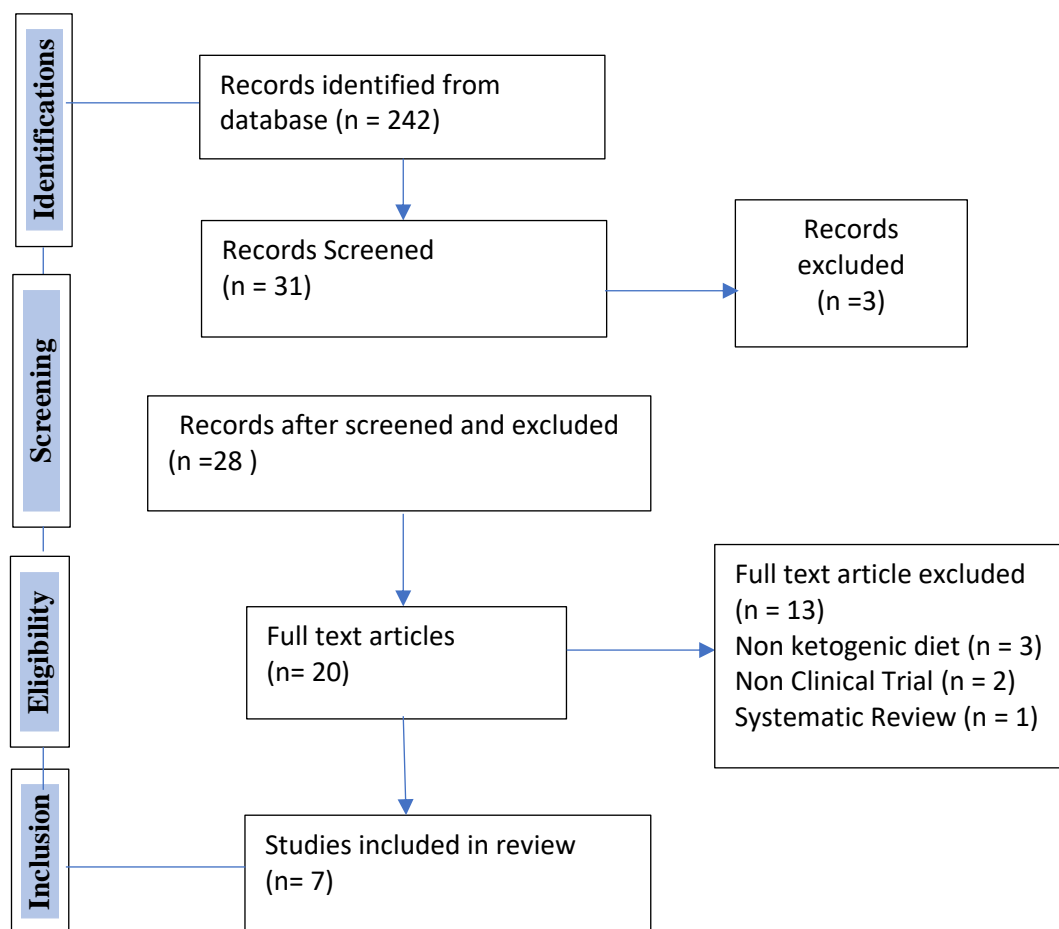 Identifications
Records identified from
database (n = 242)
Records Screened
(n = 31)
Records
excluded
(n =3)
Screening
Records after screened and excluded
(n =28 )
Eligibility
Full text articles
(n= 20)
Full text article excluded
(n = 13)
Non ketogenic diet (n = 3)
Non Clinical Trial (n = 2)
Systematic Review (n = 1)
Inclusion
Studies included in review
(n= 7)